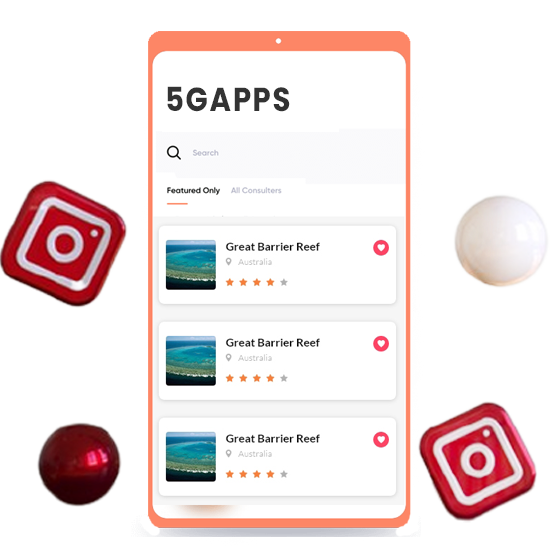 5GAPPS
Search
Featured Only All Consulters
Great Barrier Reef
Australia
Great Barrier Reef
Australia
Great Barrier Reef
Australia